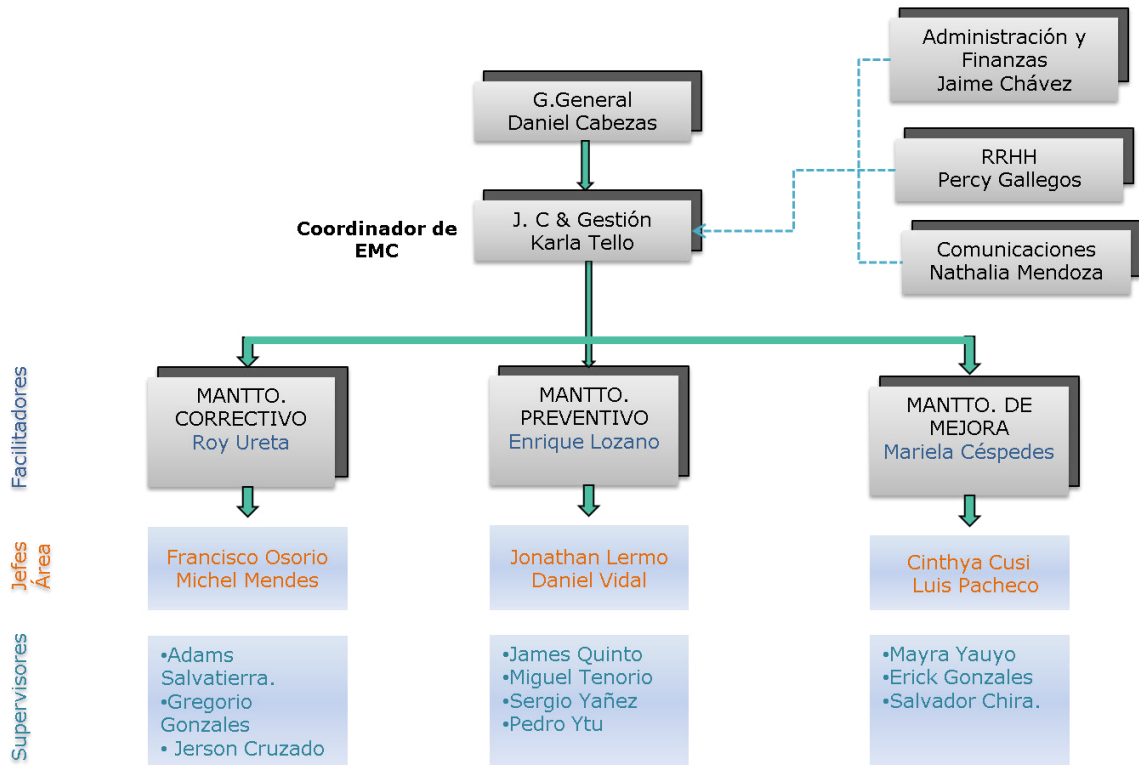 Administración y
Finanzas
Jaime Chávez
G.General
Daniel Cabezas
RRHH
Percy Gallegos
Coordinador de
EMC
J. C & Gestión
Karla Tello
Comunicaciones
Nathalia Mendoza
Facilitadores
MANTTO.
CORRECTIVO
Roy Ureta
MANTTO.
PREVENTIVO
Enrique Lozano
MANTTO. DE
MEJORA
Mariela Céspedes
Jefes
Área
Francisco Osorio
Michel Mendes
Jonathan Lermo
Daniel Vidal
Cinthya Cusi
Luis Pacheco
Supervisores
•Adams
Salvatierra.
•Gregorio
Gonzales
• Jerson Cruzado
•James Quinto
•Miguel Tenorio
•Sergio Yañez
•Pedro Ytu
•Mayra Yauyo
•Erick Gonzales
•Salvador Chira.